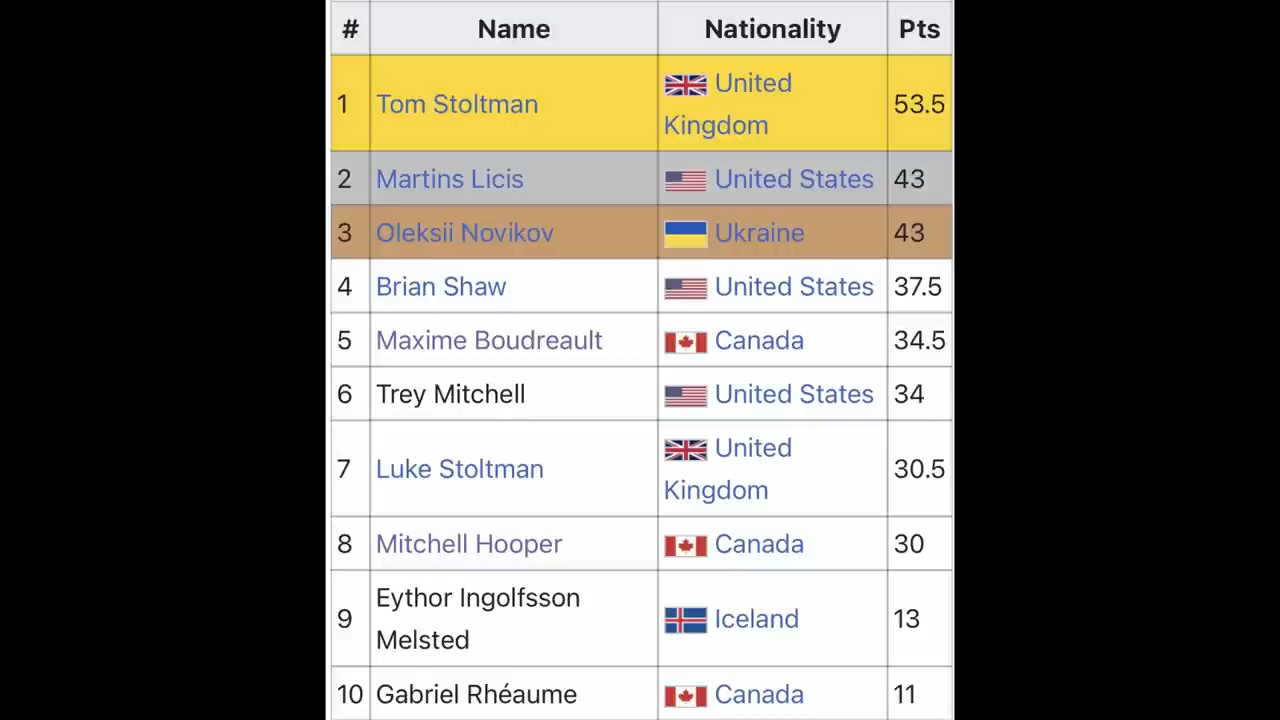 # Name Nationality Pts
1 Tom Stoltman United Kingdom 53.5
2 Martins Licis United States 43
3 Oleksii Novikov Ukraine 43
4 Brian Shaw United States 37.5
5 Maxime Boudreault Canada 34.5
6 Trey Mitchell United States 34
7 Luke Stoltman United Kingdom 30.5
8 Mitchell Hooper Canada 30
9 Eythor Ingolfsson Melsted Iceland 13
10 Gabriel Rhéaume Canada 11